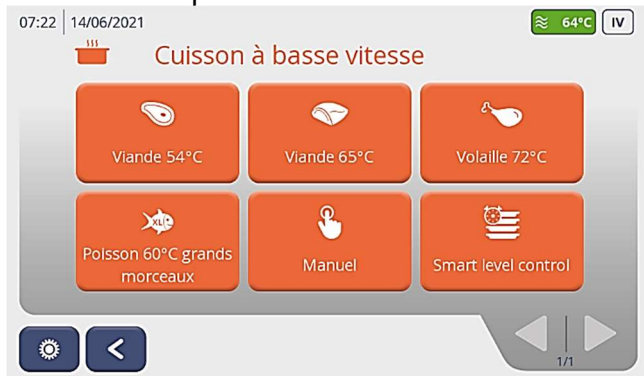 07:22 14/06/2021 64°C IV
Cuisson à basse vitesse
Viande 54°C Viande 65°C Volaille 72°C
XL
Poisson 60°C grands
morceaux
Manuel
Smart level control
1/1